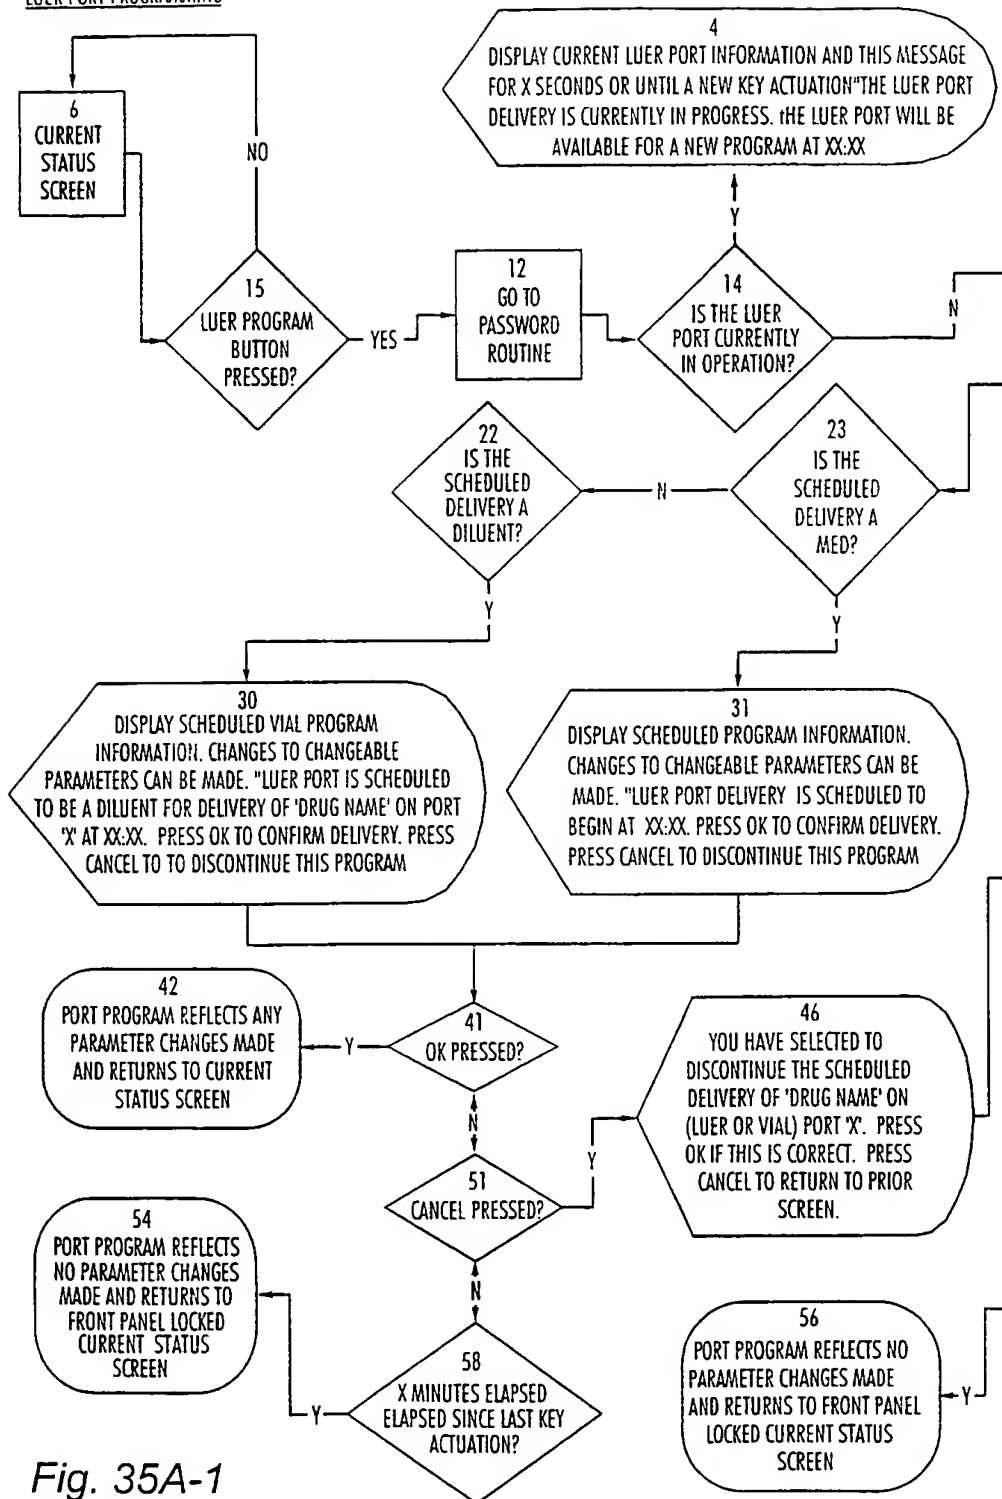 LUER PORT PROGRAMMING
4
DISPLAY CURRENT LUER PORT INFORMATION AND THIS MESSAGE
FOR X SECONDS OR UNTIL A NEW KEY ACTUATION"THE LUER PORT
DELIVERY IS CURRENTLY IN PROGRESS. tHE LUER PORT WILL BE
AVAILABLE FOR A NEW PROGRAM AT XX:XX
6
CURRENT
STATUS
SCREEN
NO
Y
15
LUER PROGRAM
BUTTON
PRESSED?
YES
12
GO TO
PASSWORD
ROUTINE
14
IS THE LUER
PORT CURRENTLY
IN OPERATION?
N
22
IS THE
SCHEDULED
DELIVERY A
DILUENT?
N
23
IS THE
SCHEDULED
DELIVERY A
MED?
Y
Y
30
DISPLAY SCHEDULED VIAL PROGRAM
INFORMATION. CHANGES TO CHANGEABLE
PARAMETERS CAN BE MADE. "LUER PORT IS SCHEDULED
TO BE A DILUENT FOR DELIVERY OF 'DRUG NAME' ON PORT
'X' AT XX:XX. PRESS OK TO CONFIRM DELIVERY. PRESS
CANCEL TO TO DISCONTINUE THIS PROGRAM
31
DISPLAY SCHEDULED PROGRAM INFORMATION.
CHANGES TO CHANGEABLE PARAMETERS CAN BE
MADE. "LUER PORT DELIVERY IS SCHEDULED TO
BEGIN AT XX:XX. PRESS OK TO CONFIRM DELIVERY.
PRESS CANCEL TO DISCONTINUE THIS PROGRAM
42
PORT PROGRAM REFLECTS ANY
PARAMETER CHANGES MADE
AND RETURNS TO CURRENT
STATUS SCREEN
Y
41
OK PRESSED?
N
46
YOU HAVE SELECTED TO
DISCONTINUE THE SCHEDULED
DELIVERY OF 'DRUG NAME' ON
(LUER OR VIAL) PORT 'X'. PRESS
OK IF THIS IS CORRECT. PRESS
CANCEL TO RETURN TO PRIOR
SCREEN.
51
CANCEL PRESSED?
Y
N
54
PORT PROGRAM REFLECTS
NO PARAMETER CHANGES
MADE AND RETURNS TO
FRONT PANEL LOCKED
CURRENT STATUS
SCREEN
Y
58
X MINUTES ELAPSED
ELAPSED SINCE LAST KEY
ACTUATION?
56
PORT PROGRAM REFLECTS NO
PARAMETER CHANGES MADE
AND RETURNS TO FRONT PANEL
LOCKED CURRENT STATUS
SCREEN
Y
Fig. 35A-1